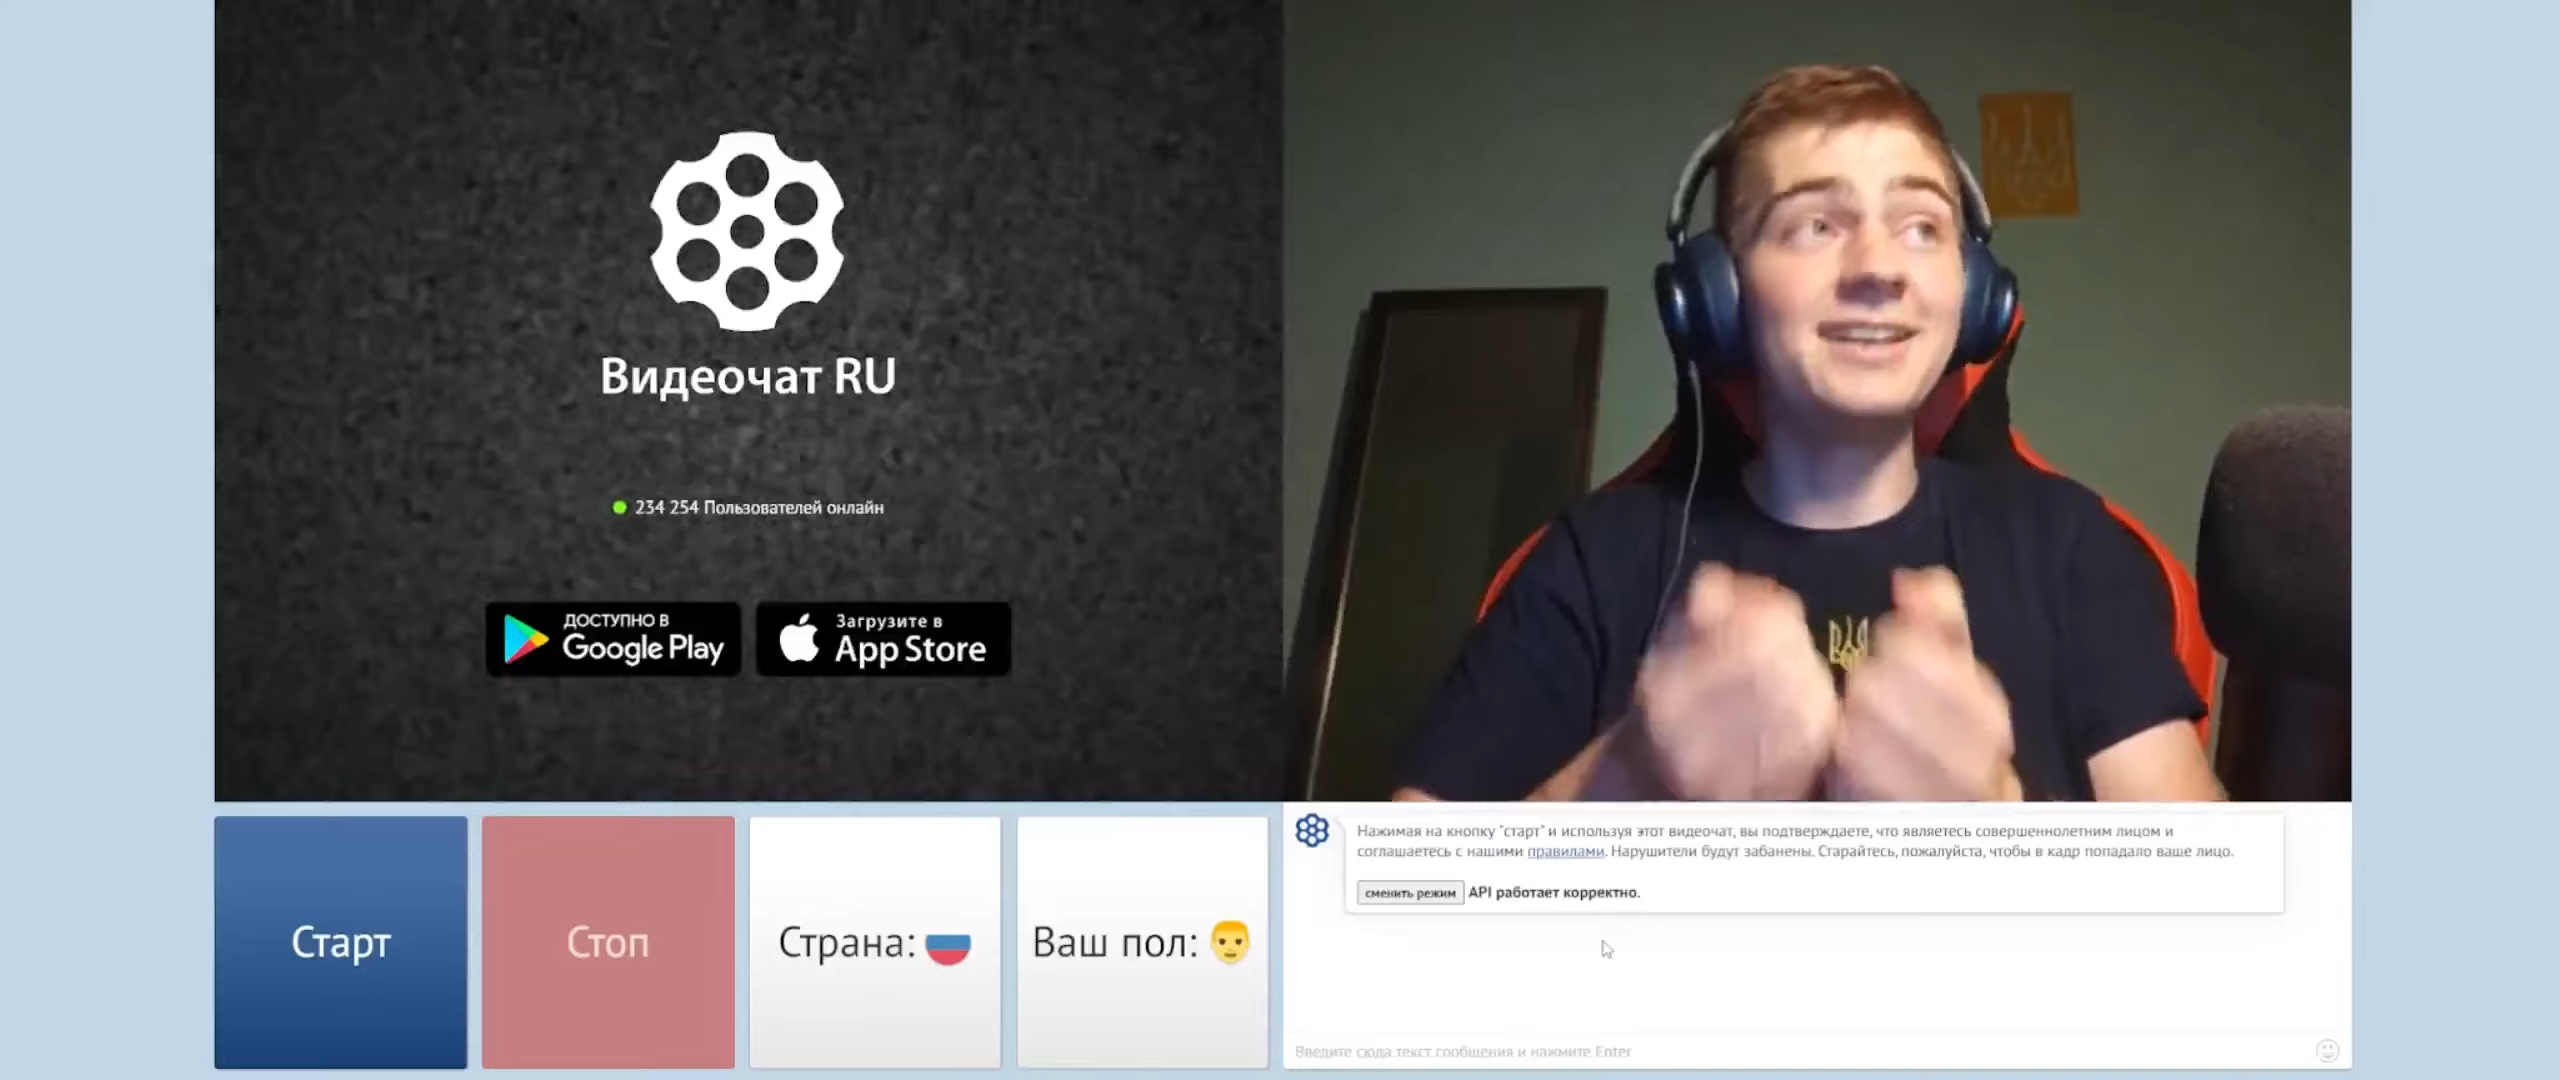 Видеочат RU
234 254 Пользователей онлайн
ДОСТУПНО В
Google Play
Загрузите в
App Store
Старт
Стоп
Страна:
Ваш пол:
Нажимая на кнопку "старт" и используя этот видеочат, вы подтверждаете, что являетесь совершеннолетним лицом и
соглашаетесь с нашими правилами. Нарушители будут забанены. Старайтесь, пожалуйста, чтобы в кадр попадало ваше лицо.
сменить режим API работает корректно.
Введите сюда текст сообщения и нажмите Enter